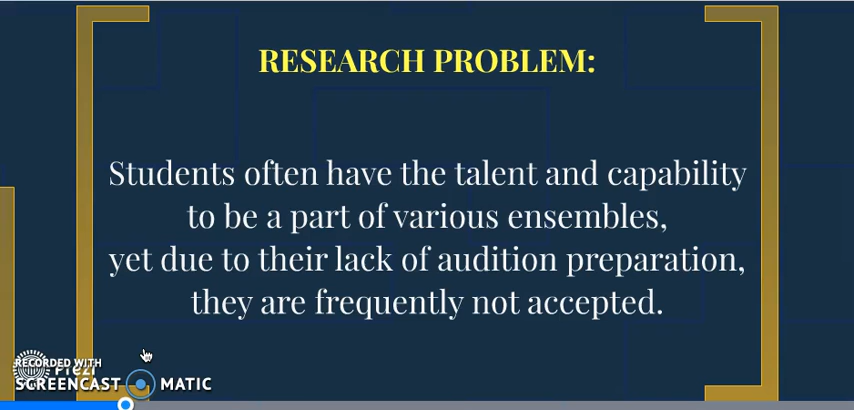 RESEARCH PROBLEM:
Students often have the talent and capability
to be a part of various ensembles,
yet due to their lack of audition preparation,
they are frequently not accepted.
RECORDED WITH
Prezi
SCREENCAST MATIC